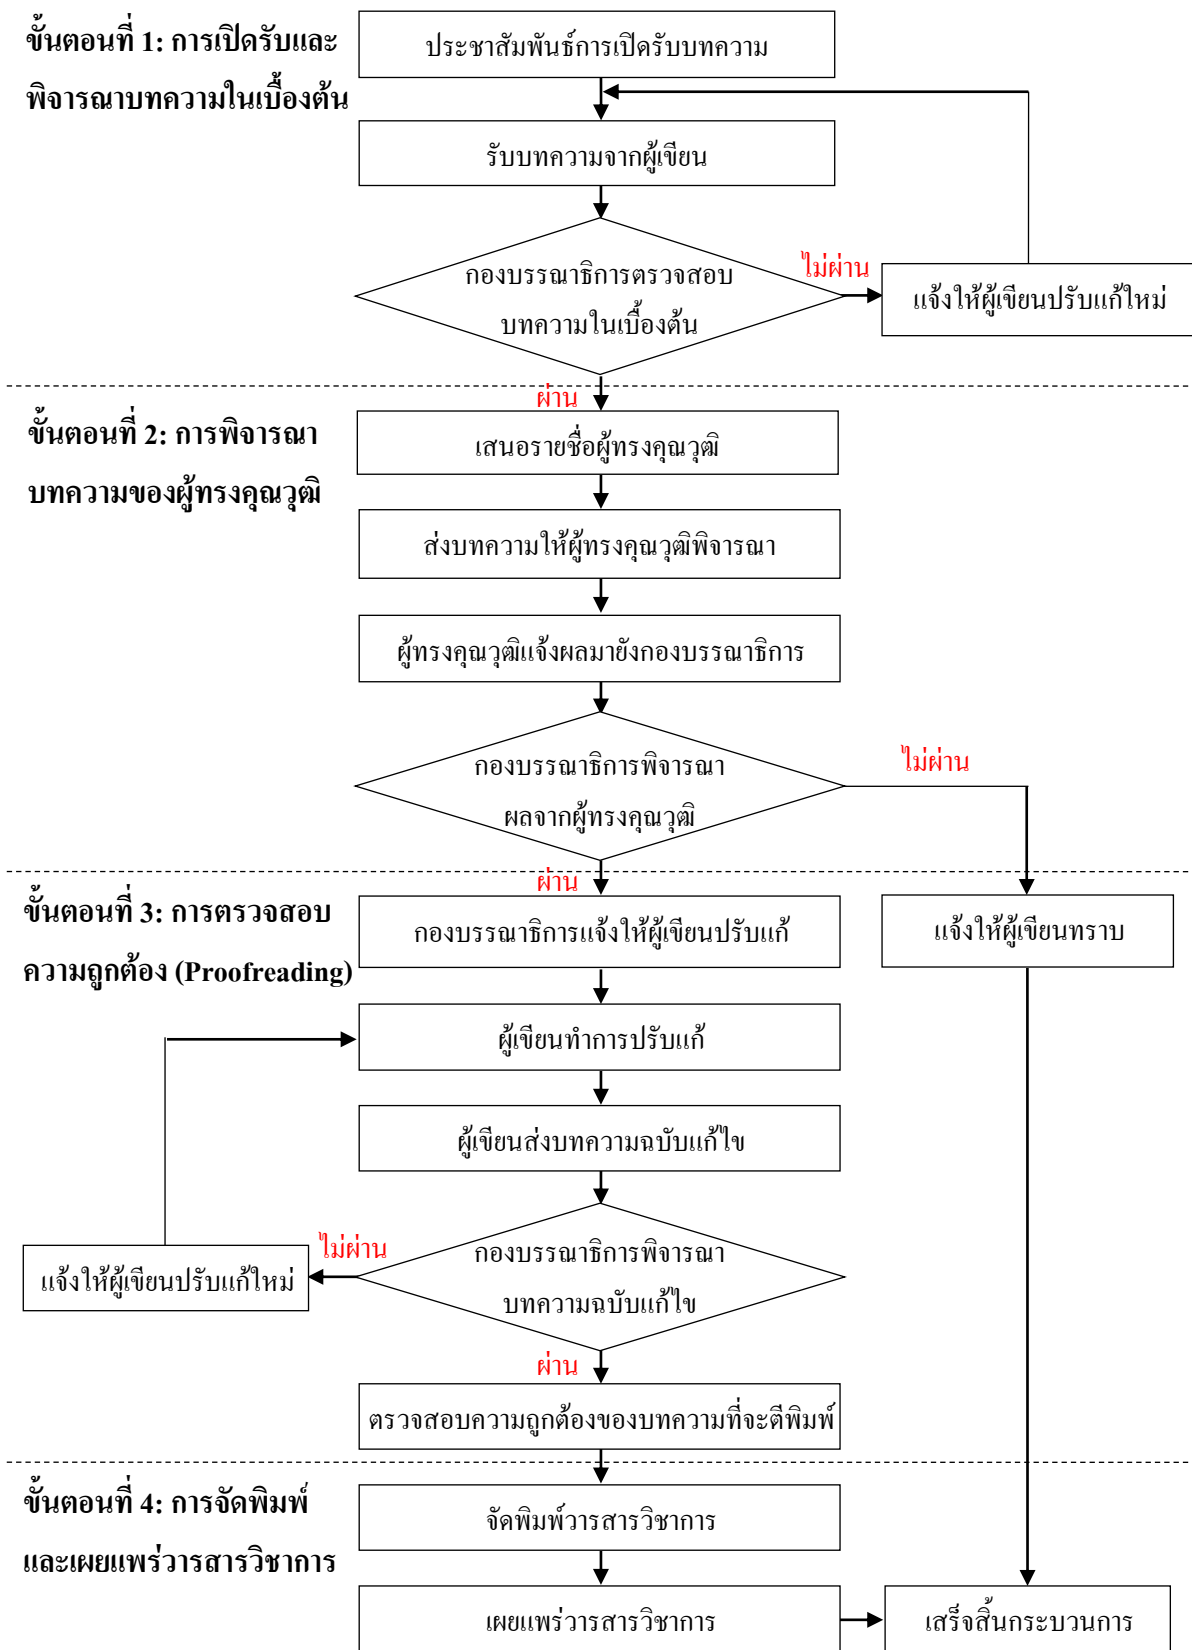 ขั้นตอนที่ 1: การเปิดรับและ
พิจารณาบทความในเบื้องต้น
ประชาสัมพันธ์การเปิดรับบทความ
รับบทความจากผู้เขียน
กองบรรณาธิการตรวจสอบ
บทความในเบื้องต้น
ไม่ผ่าน
แจ้งให้ผู้เขียนปรับแก้ใหม่
ผ่าน
ขั้นตอนที่ 2: การพิจารณา
บทความของผู้ทรงคุณวุฒิ
เสนอรายชื่อผู้ทรงคุณวุฒิ
ส่งบทความให้ผู้ทรงคุณวุฒิพิจารณา
ผู้ทรงคุณวุฒิแจ้งผลมายังกองบรรณาธิการ
กองบรรณาธิการพิจารณา
ผลจากผู้ทรงคุณวุฒิ
ไม่ผ่าน
ผ่าน
ขั้นตอนที่ 3: การตรวจสอบ
ความถูกต้อง (Proofreading)
กองบรรณาธิการแจ้งให้ผู้เขียนปรับแก้
แจ้งให้ผู้เขียนทราบ
ผู้เขียนทำการปรับแก้
ผู้เขียนส่งบทความฉบับแก้ไข
กองบรรณาธิการพิจารณา
บทความฉบับแก้ไข
ไม่ผ่าน
แจ้งให้ผู้เขียนปรับแก้ใหม่
ผ่าน
ตรวจสอบความถูกต้องของบทความที่จะตีพิมพ์
ขั้นตอนที่ 4: การจัดพิมพ์
และเผยแพร่วารสารวิชาการ
จัดพิมพ์วารสารวิชาการ
เผยแพร่วารสารวิชาการ
เสร็จสิ้นกระบวนการ